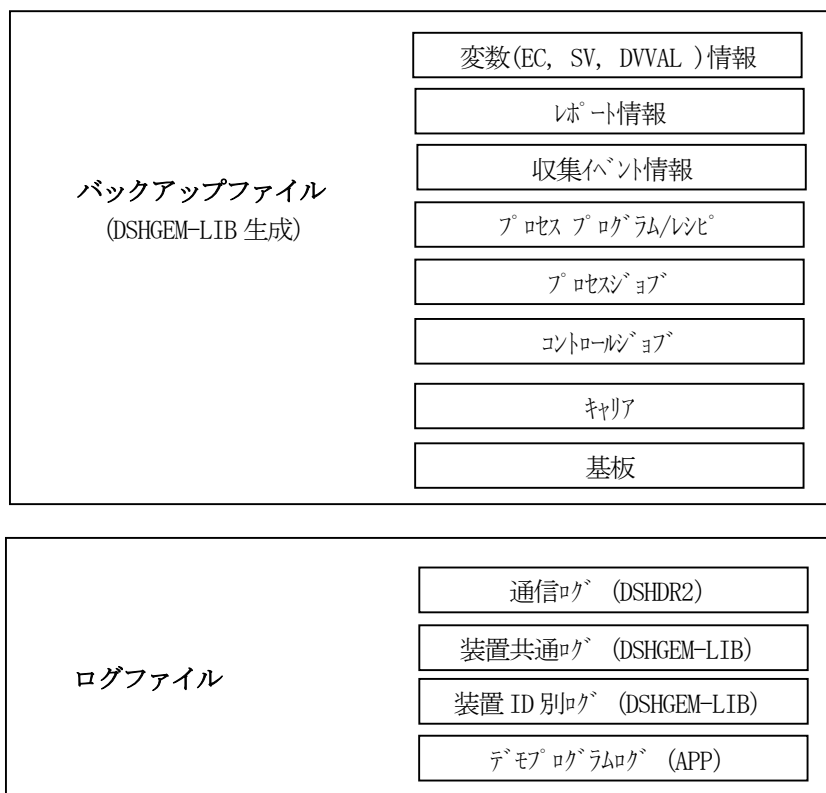 変数(EC, SV, DVVAL )情報
ﾚﾎﾟｰﾄ情報
収集ｲﾍﾞﾝﾄ情報
バックアップファイル
(DSHGEM-LIB 生成)
ﾌﾟﾛｾｽ ﾌﾟﾛｸﾞﾗﾑ/ﾚｼﾋﾟ
ﾌﾟﾛｾｽｼﾞｮﾌﾞ
ｺﾝﾄﾛｰﾙｼﾞｮﾌﾞ
ｷｬﾘｱ
基板
通信ﾛｸﾞ (DSHDR2)
装置共通ﾛｸﾞ (DSHGEM-LIB)
ログファイル
装置 ID 別ﾛｸﾞ (DSHGEM-LIB)
ﾃﾞﾓﾌﾟﾛｸﾞﾗﾑﾛｸﾞ (APP)